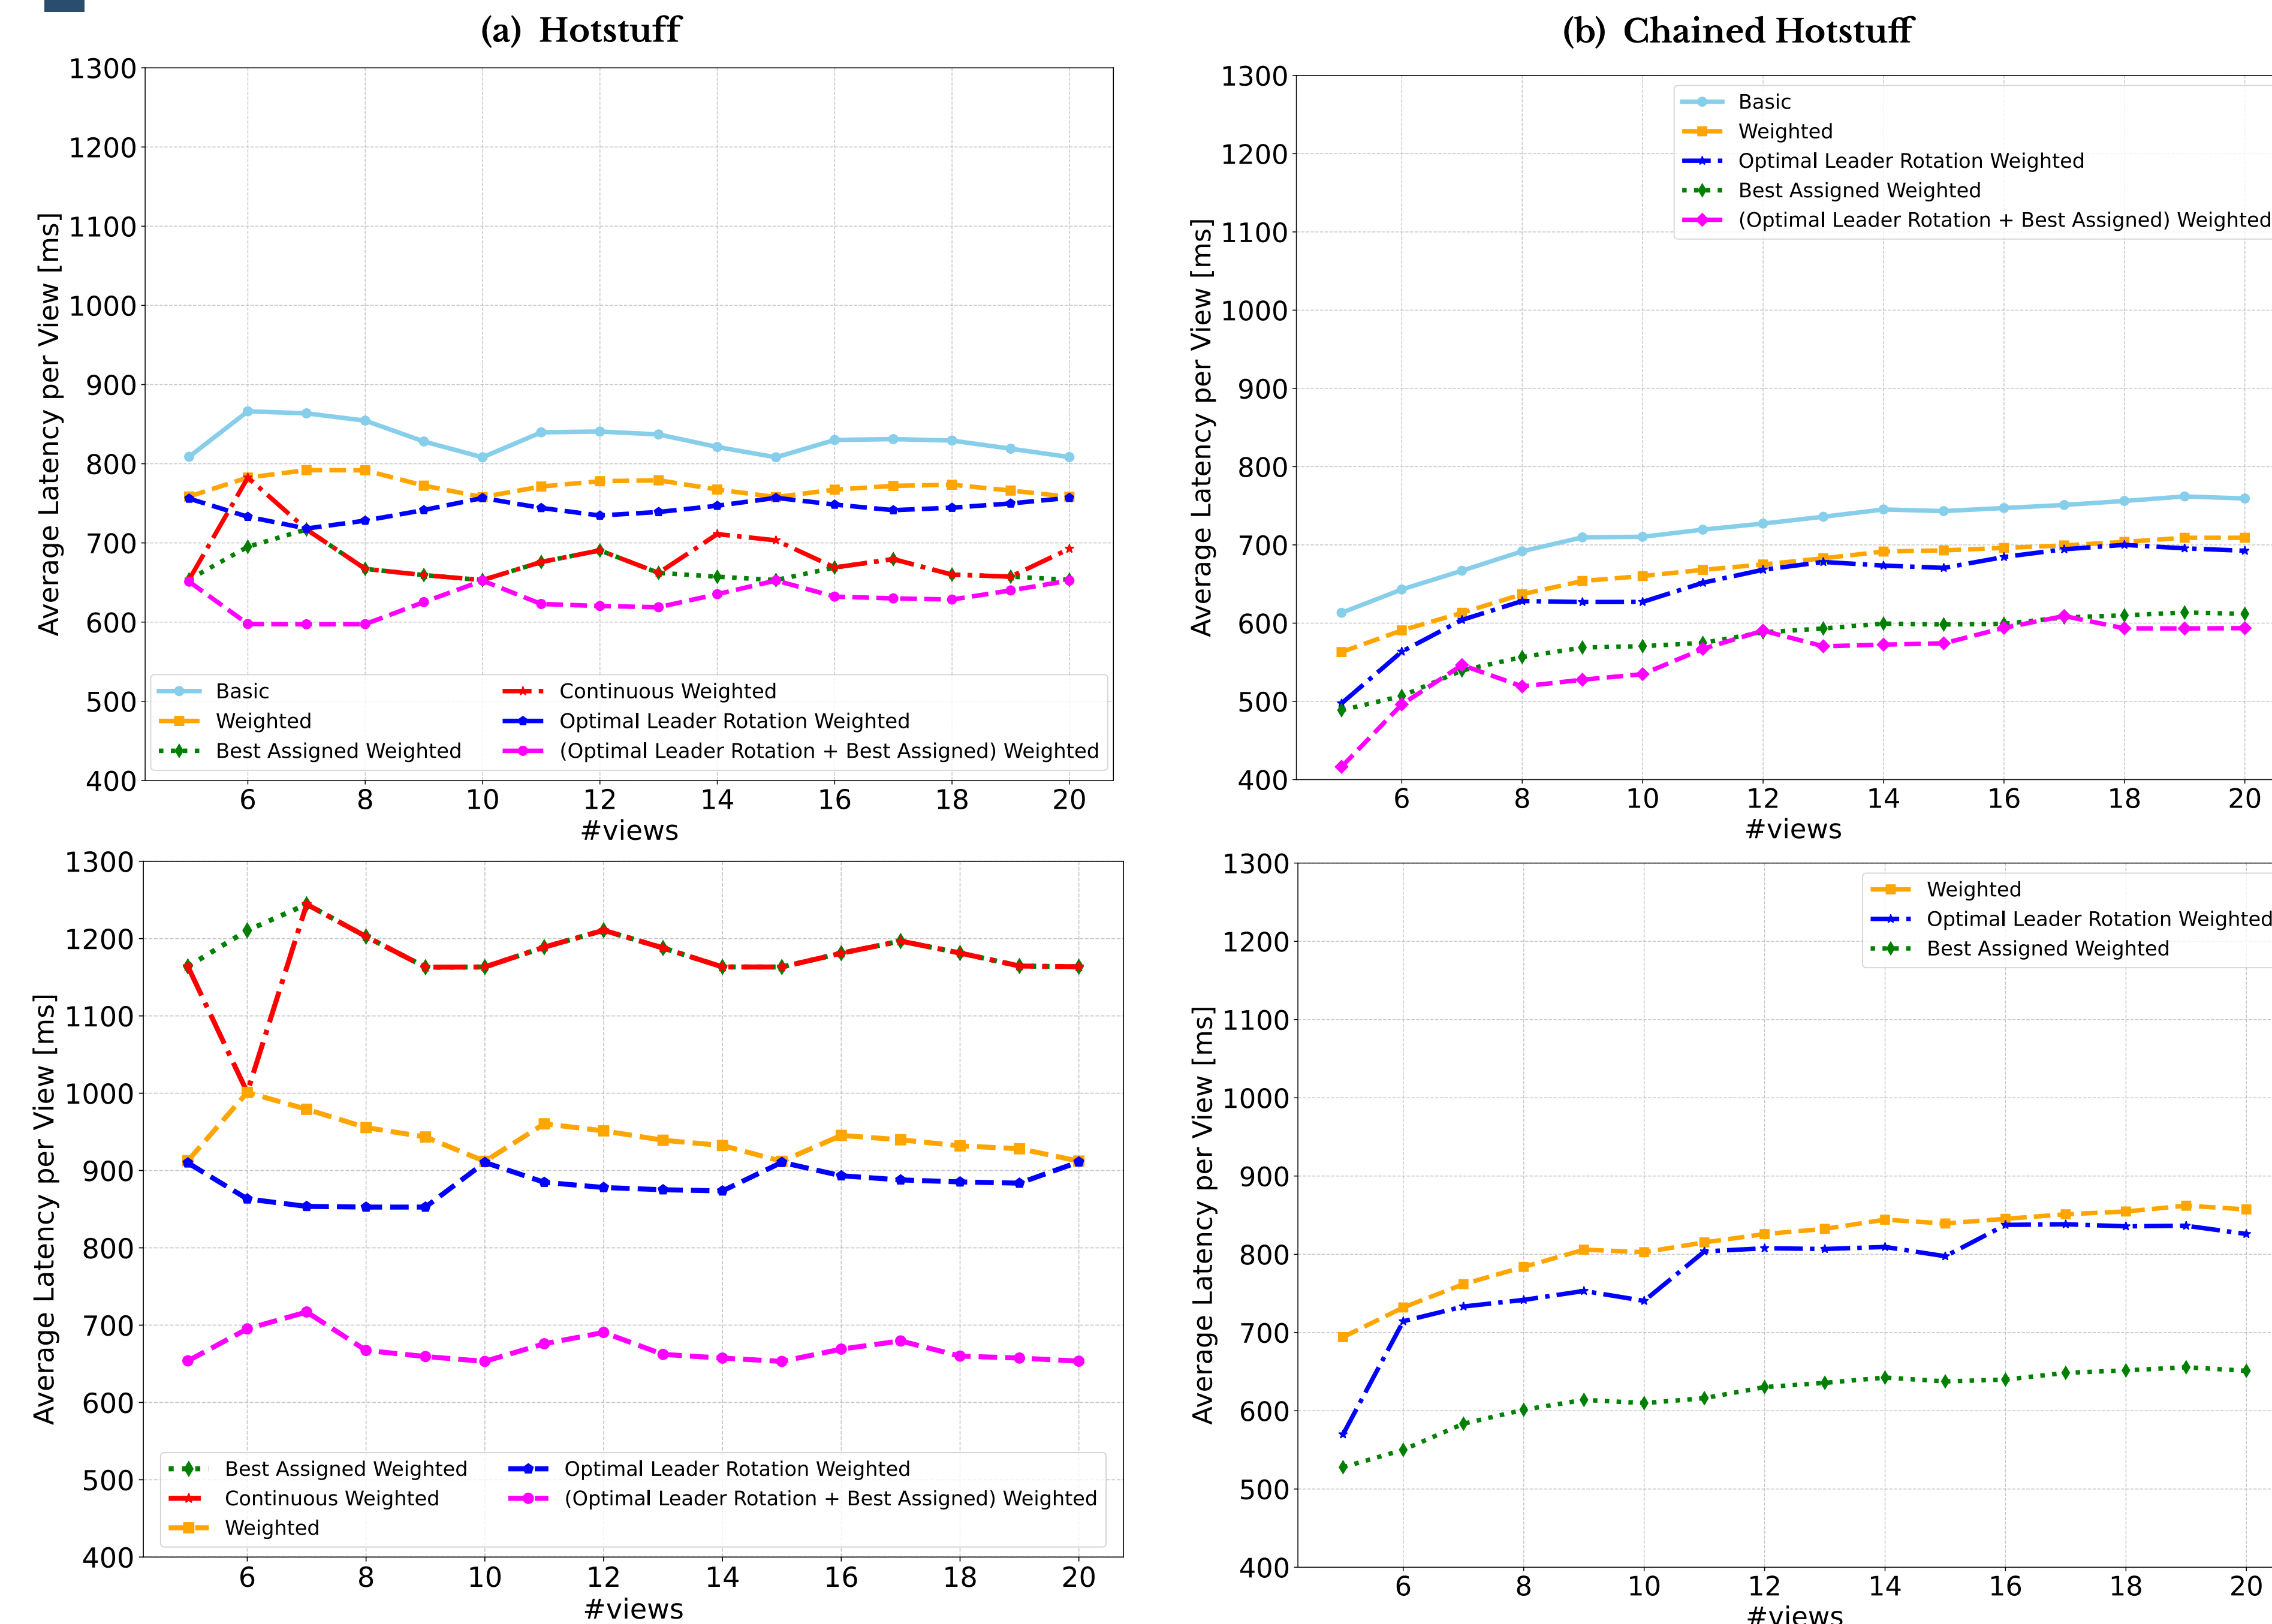 (a) Hotstuff
1300
1200
1100
1000
900
800
700
600
500
400
Average Latency per View [ms]
Basic
Weighted
Best Assigned Weighted
Continuous Weighted
Optimal Leader Rotation Weighted
(Optimal Leader Rotation + Best Assigned) Weighted
6 8 10 12 14 16 18 20
#views
(b) Chained Hotstuff
1300
1200
1100
1000
900
800
700
600
500
400
Average Latency per View [ms]
Basic
Weighted
Optimal Leader Rotation Weighted
Best Assigned Weighted
(Optimal Leader Rotation + Best Assigned) Weighted
6 8 10 12 14 16 18 20
#views
1300
1200
1100
1000
900
800
700
600
500
400
Average Latency per View [ms]
Best Assigned Weighted
Continuous Weighted
Weighted
Optimal Leader Rotation Weighted
(Optimal Leader Rotation + Best Assigned) Weighted
6 8 10 12 14 16 18 20
#views
1300
1200
1100
1000
900
800
700
600
500
400
Average Latency per View [ms]
Weighted
Optimal Leader Rotation Weighted
Best Assigned Weighted
6 8 10 12 14 16 18 20
#views